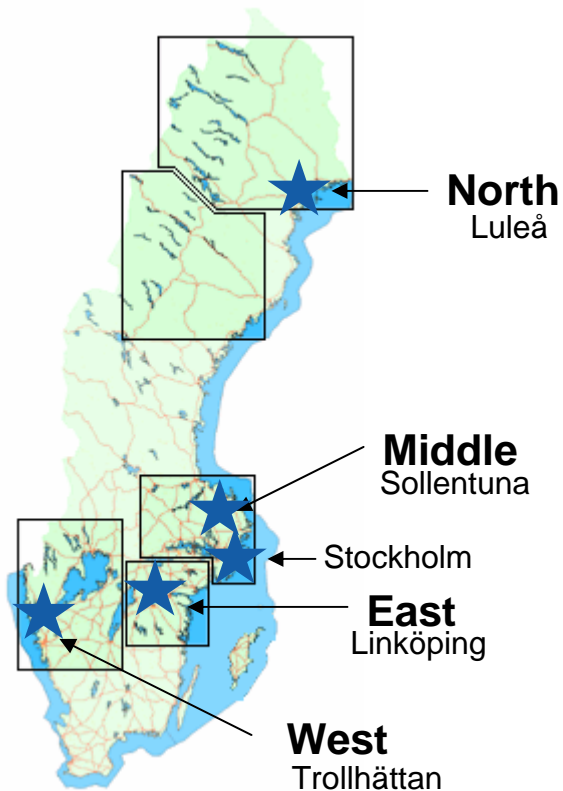 North
Luleå
Middle
Sollentuna
Stockholm
East
Linköping
West
Trollhättan